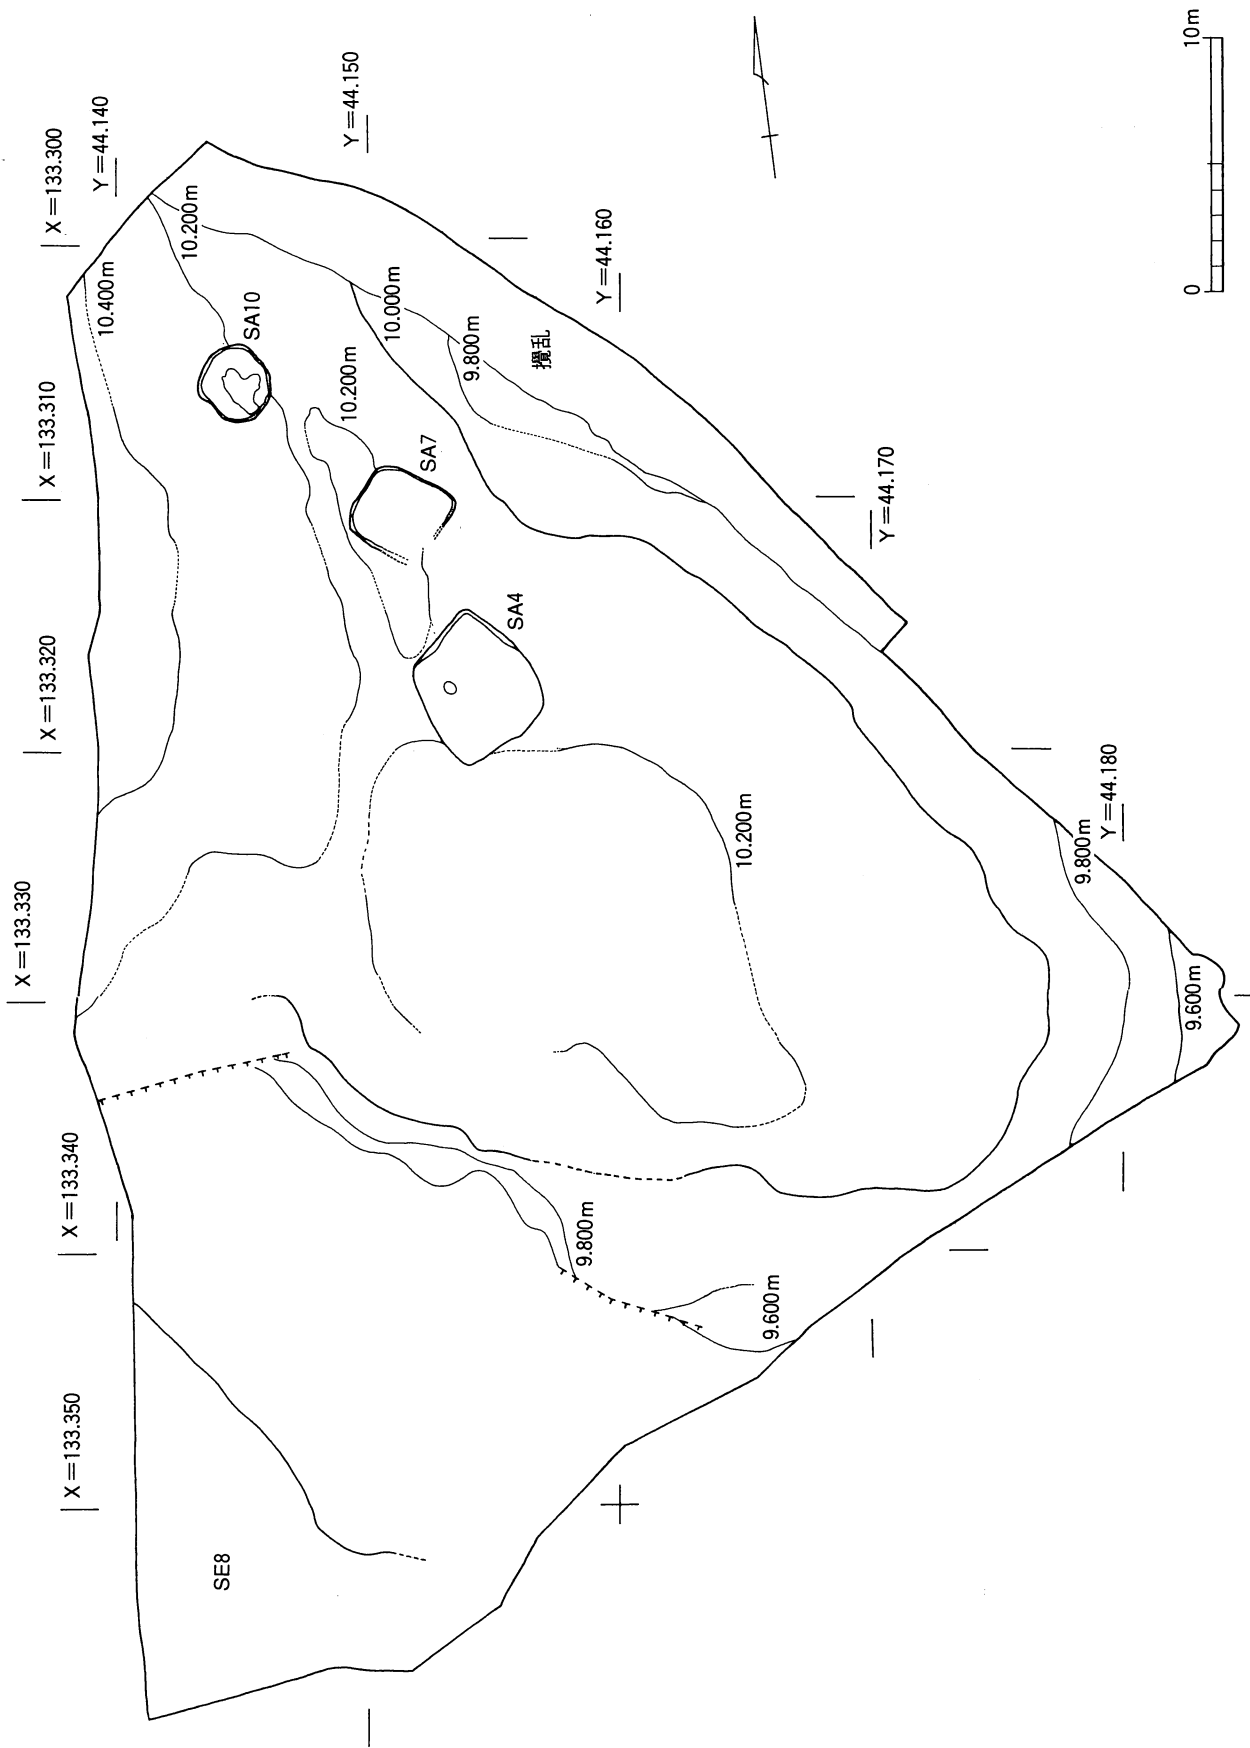 X=133.300
X=133.310
X=133.320
X=133.330
X=133.340
X=133.350
Y=44.140
Y=44.150
Y=44.160
Y=44.170
Y=44.180
10.400m
10.200m
SA10
10.200m
10.000m
9.800m
攪乱
SA7
SA4
10.200m
9.800m
9.600m
9.800m
9.600m
SE8
0
10m